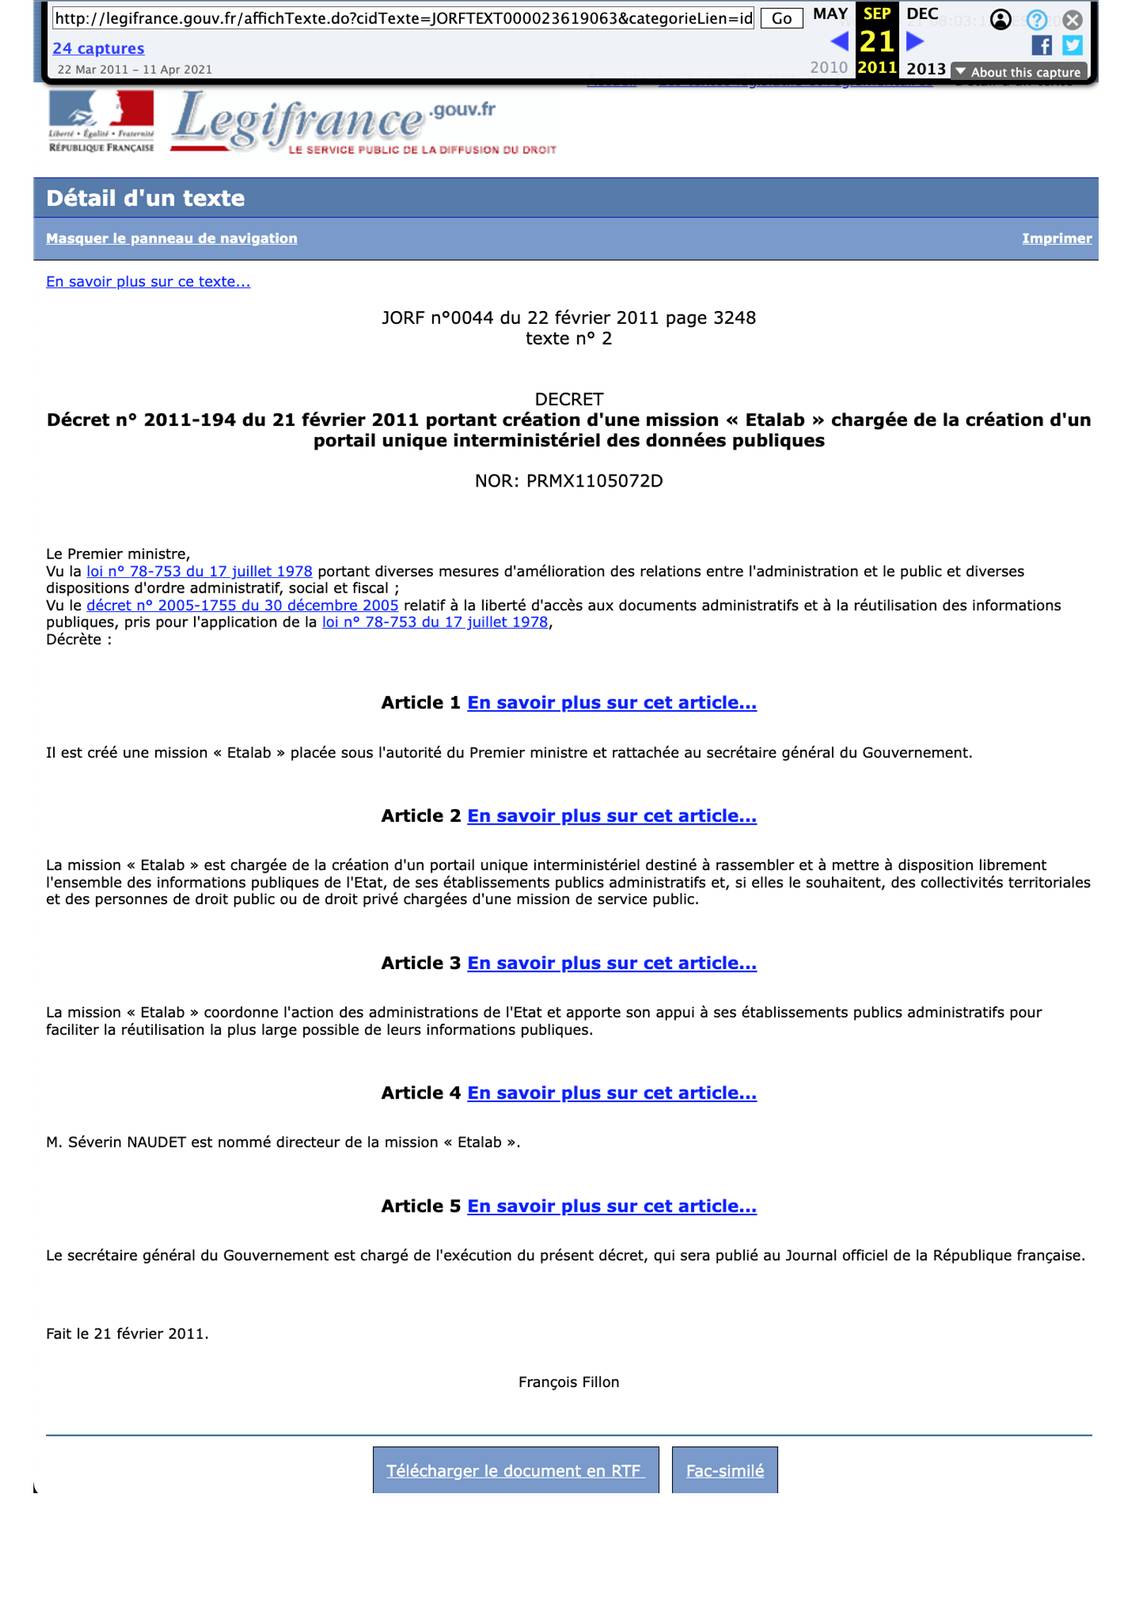 http://legifrance.gouv.fr/affichTexte.do?cidTexte=JORFTEXT000023619063&categorieLien=id
Go
MAY SEP DEC
24 captures
21
22 Mar 2011 – 11 Apr 2021
2010 2011 2013
▼ About this capture
Liberté • Égalité • Fraternité
RÉPUBLIQUE FRANÇAISE
Legifrance.gouv.fr
LE SERVICE PUBLIC DE LA DIFFUSION DU DROIT
Détail d'un texte
Masquer le panneau de navigation
Imprimer
En savoir plus sur ce texte...
JORF n°0044 du 22 février 2011 page 3248
texte n° 2
DECRET
Décret n° 2011-194 du 21 février 2011 portant création d'une mission « Etalab » chargée de la création d'un
portail unique interministériel des données publiques
NOR: PRMX1105072D
Le Premier ministre,
Vu la loi n° 78-753 du 17 juillet 1978 portant diverses mesures d'amélioration des relations entre l'administration et le public et diverses
dispositions d'ordre administratif, social et fiscal ;
Vu le décret n° 2005-1755 du 30 décembre 2005 relatif à la liberté d'accès aux documents administratifs et à la réutilisation des informations
publiques, pris pour l'application de la loi n° 78-753 du 17 juillet 1978,
Décrète :
Article 1 En savoir plus sur cet article...
Il est créé une mission « Etalab » placée sous l'autorité du Premier ministre et rattachée au secrétaire général du Gouvernement.
Article 2 En savoir plus sur cet article...
La mission « Etalab » est chargée de la création d'un portail unique interministériel destiné à rassembler et à mettre à disposition librement
l'ensemble des informations publiques de l'Etat, de ses établissements publics administratifs et, si elles le souhaitent, des collectivités territoriales
et des personnes de droit public ou de droit privé chargées d'une mission de service public.
Article 3 En savoir plus sur cet article...
La mission « Etalab » coordonne l'action des administrations de l'Etat et apporte son appui à ses établissements publics administratifs pour
faciliter la réutilisation la plus large possible de leurs informations publiques.
Article 4 En savoir plus sur cet article...
M. Séverin NAUDET est nommé directeur de la mission « Etalab ».
Article 5 En savoir plus sur cet article...
Le secrétaire général du Gouvernement est chargé de l'exécution du présent décret, qui sera publié au Journal officiel de la République française.
Fait le 21 février 2011.
François Fillon
Télécharger le document en RTF
Fac-similé